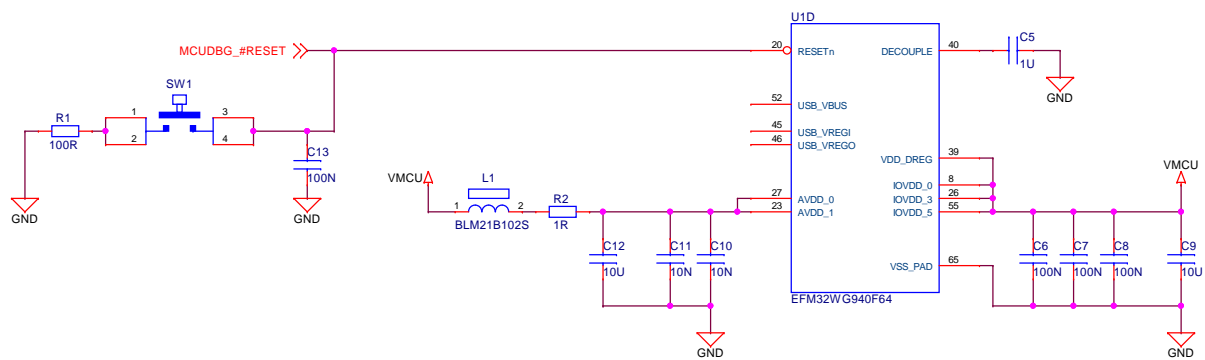 U1D
MCUDBG_#RESET
20
RESETn
DECOUPLE
40
C5
1U
GND
SW1
R1
100R
1
2
3
4
C13
100N
GND
GND
52
USB_VBUS
45
USB_VREGI
46
USB_VREGO
VDD_DREG
39
IOVDD_0
8
IOVDD_3
26
IOVDD_5
55
VMCU
VMCU
L1
1
2
BLM21B102S
R2
1R
27
AVDD_0
23
AVDD_1
C12
10U
C11
10N
C10
10N
GND
VSS_PAD
65
C6
100N
C7
100N
C8
100N
C9
10U
GND
EFM32WG940F64